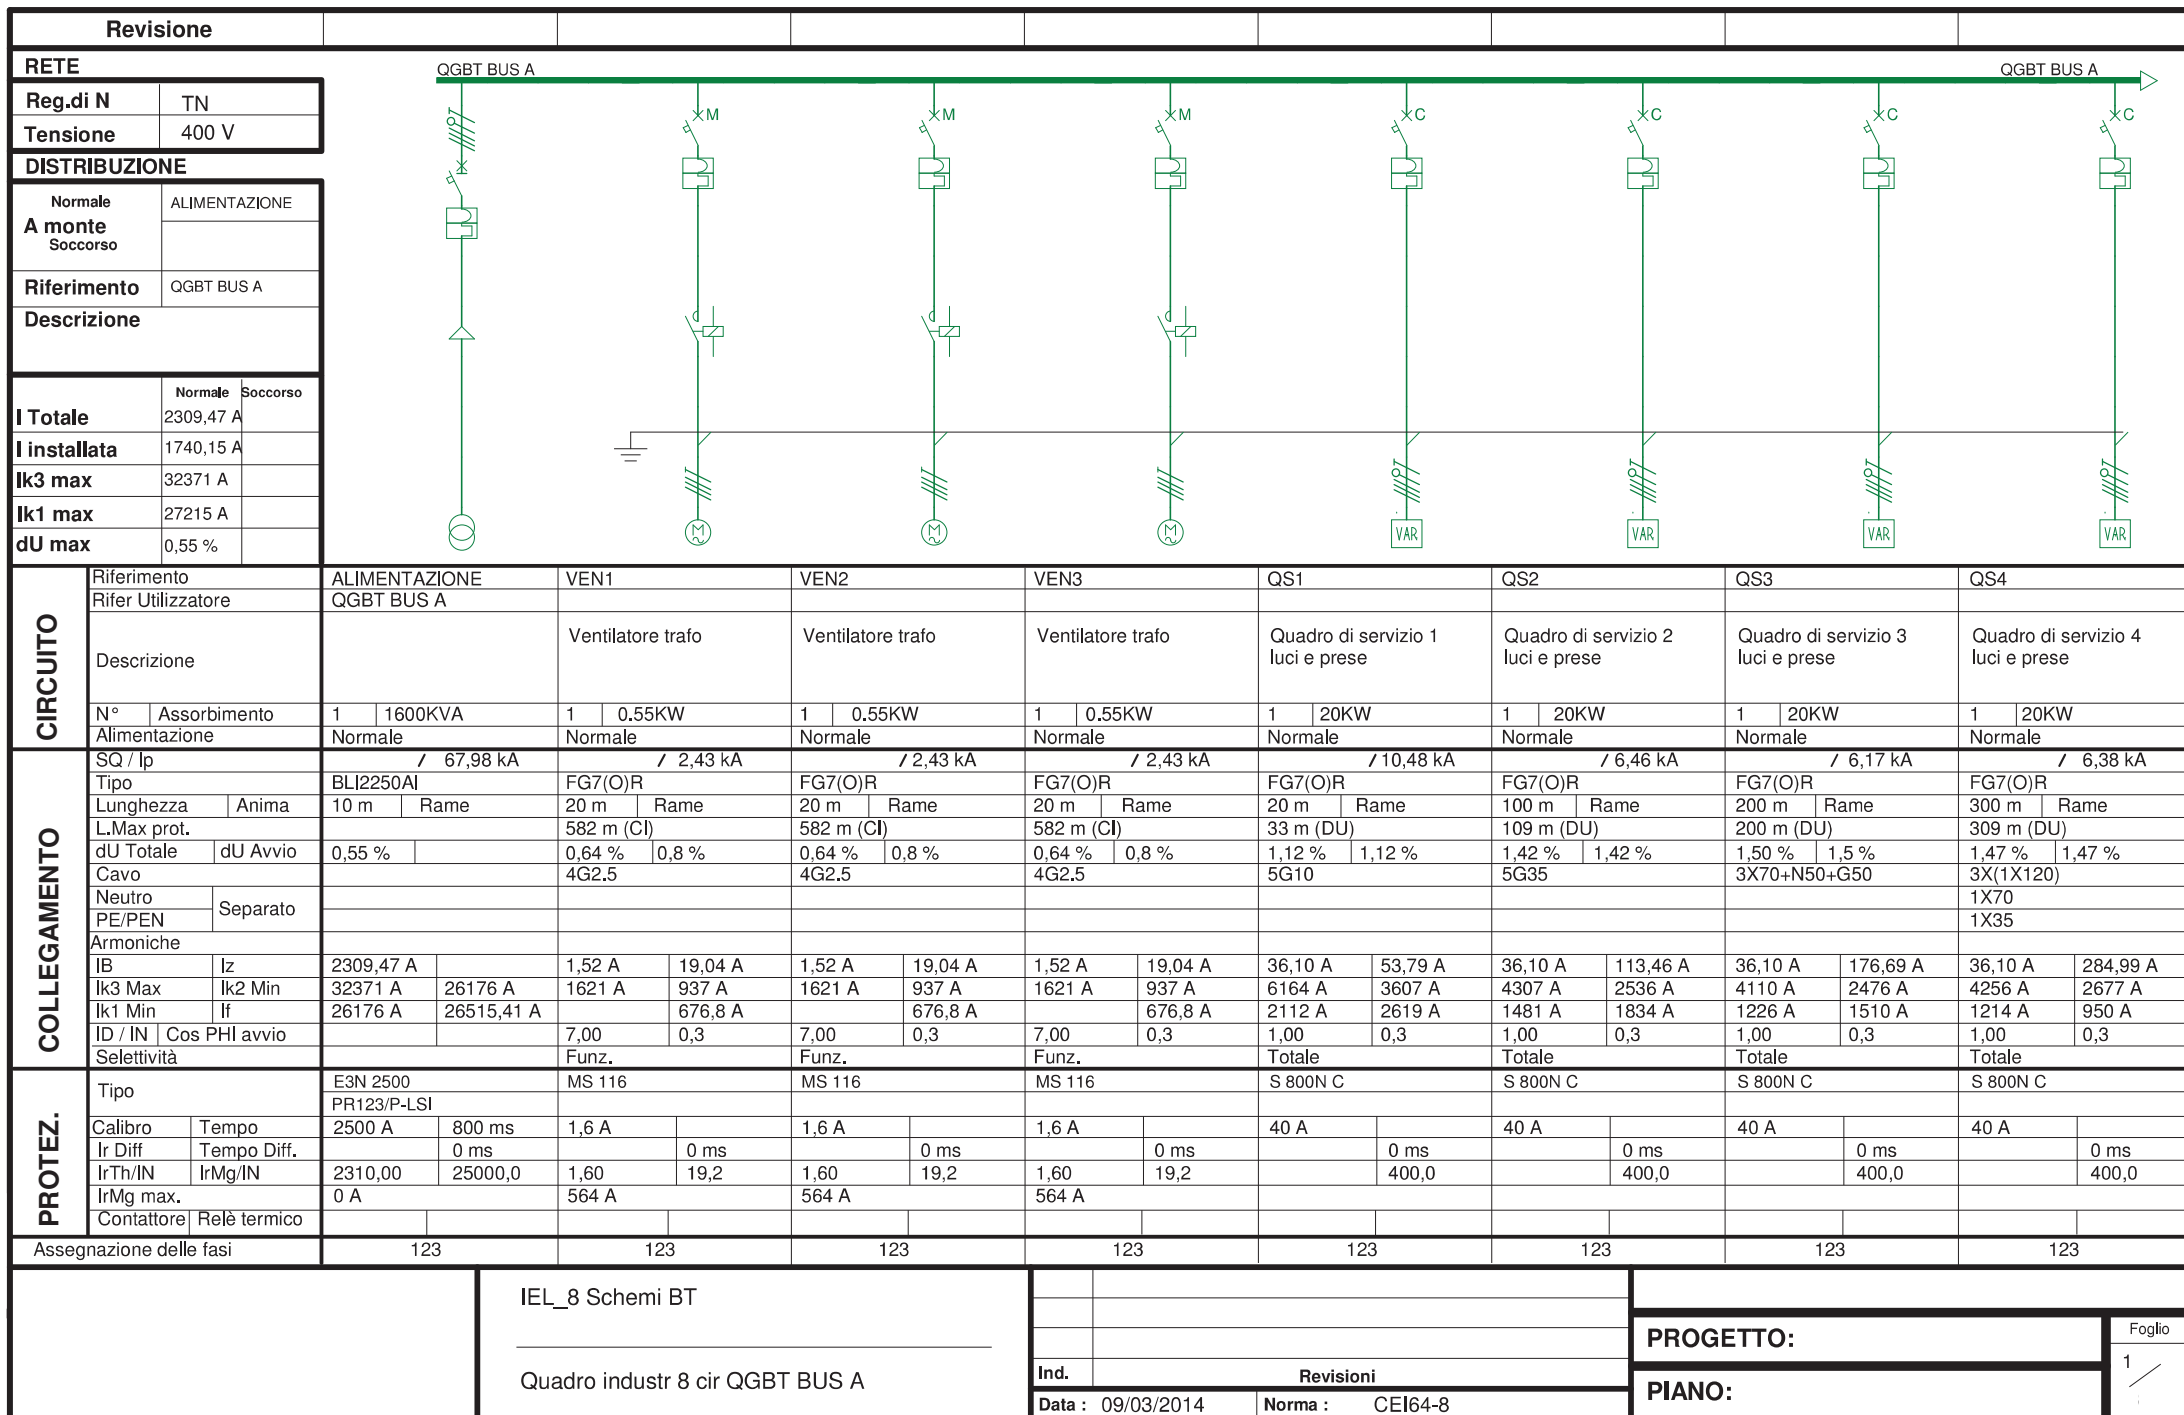 Revisione
RETE
Reg.di N TN
Tensione 400 V
DISTRIBUZIONE
Normale ALIMENTAZIONE
A monte
Soccorso
Riferimento QGBT BUS A
Descrizione
Normale Soccorso
I Totale 2309,47 A
I installata 1740,15 A
Ik3 max 32371 A
Ik1 max 27215 A
dU max 0,55 %
QGBT BUS A QGBT BUS A
M M M C C C C
M M M VAR VAR VAR VAR
CIRCUITO
Riferimento ALIMENTAZIONE VEN1 VEN2 VEN3 QS1 QS2 QS3 QS4
Rifer Utilizzatore QGBT BUS A
Descrizione Ventilatore trafo Ventilatore trafo Ventilatore trafo Quadro di servizio 1 Quadro di servizio 2 Quadro di servizio 3 Quadro di servizio 4
luci e prese luci e prese luci e prese luci e prese
N° Assorbimento 1 1600KVA 1 0.55KW 1 0.55KW 1 0.55KW 1 20KW 1 20KW 1 20KW 1 20KW
Alimentazione Normale Normale Normale Normale Normale Normale Normale Normale
COLLEGAMENTO
SQ / Ip / 67,98 kA / 2,43 kA / 2,43 kA / 2,43 kA / 10,48 kA / 6,46 kA / 6,17 kA / 6,38 kA
Tipo BLI2250Al FG7(O)R FG7(O)R FG7(O)R FG7(O)R FG7(O)R FG7(O)R FG7(O)R
Lunghezza Anima 10 m Rame 20 m Rame 20 m Rame 20 m Rame 20 m Rame 100 m Rame 200 m Rame 300 m Rame
L.Max prot. 582 m (CI) 582 m (CI) 582 m (CI) 33 m (DU) 109 m (DU) 200 m (DU) 309 m (DU)
dU Totale dU Avvio 0,55 % 0,64 % 0,8 % 0,64 % 0,8 % 0,64 % 0,8 % 1,12 % 1,12 % 1,42 % 1,42 % 1,50 % 1,5 % 1,47 % 1,47 %
Cavo 4G2.5 4G2.5 4G2.5 5G10 5G35 3X70+N50+G50 3X(1X120)
Neutro Separato 1X70
PE/PEN 1X35
Armoniche
IB Iz 2309,47 A 1,52 A 19,04 A 1,52 A 19,04 A 1,52 A 19,04 A 36,10 A 53,79 A 36,10 A 113,46 A 36,10 A 176,69 A 36,10 A 284,99 A
Ik3 Max Ik2 Min 32371 A 26176 A 1621 A 937 A 1621 A 937 A 1621 A 937 A 6164 A 3607 A 4307 A 2536 A 4110 A 2476 A 4256 A 2677 A
Ik1 Min If 26176 A 26515,41 A 676,8 A 676,8 A 676,8 A 2112 A 2619 A 1481 A 1834 A 1226 A 1510 A 1214 A 950 A
ID / IN Cos PHI avvio 7,00 0,3 7,00 0,3 7,00 0,3 1,00 0,3 1,00 0,3 1,00 0,3 1,00 0,3
Selettività Funz. Funz. Funz. Totale Totale Totale Totale
PROTEZ.
Tipo E3N 2500 MS 116 MS 116 MS 116 S 800N C S 800N C S 800N C S 800N C
PR123/P-LSI
Calibro Tempo 2500 A 800 ms 1,6 A 1,6 A 1,6 A 40 A 40 A 40 A 40 A
Ir Diff Tempo Diff. 0 ms 0 ms 0 ms 0 ms 0 ms 0 ms 0 ms 0 ms
IrTh/IN IrMg/IN 2310,00 25000,0 1,60 19,2 1,60 19,2 1,60 19,2 400,0 400,0 400,0 400,0
IrMg max. 0 A 564 A 564 A 564 A
Contattore Relè termico
Assegnazione delle fasi 123 123 123 123 123 123 123 123
IEL_8 Schemi BT
Quadro industr 8 cir QGBT BUS A
Ind. Revisioni
Data : 09/03/2014 Norma : CEI64-8
PROGETTO:
PIANO:
Foglio
1 /